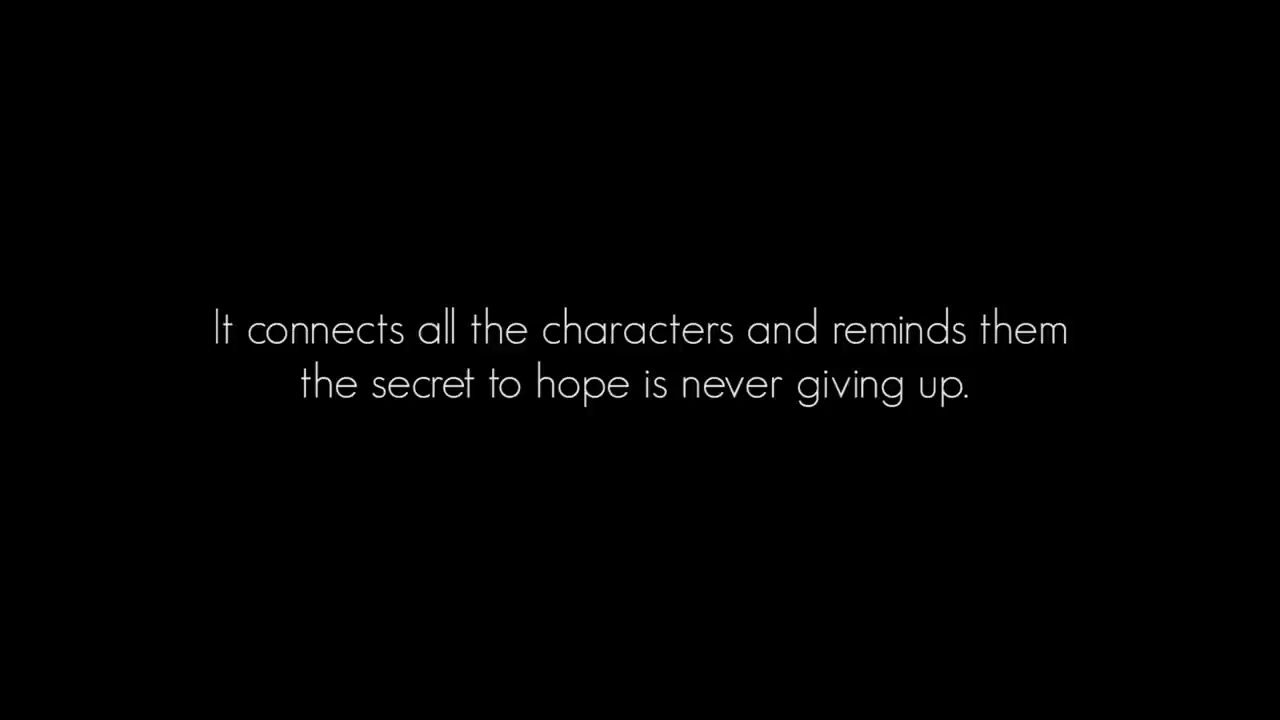 It connects all the characters and reminds them
the secret to hope is never giving up.